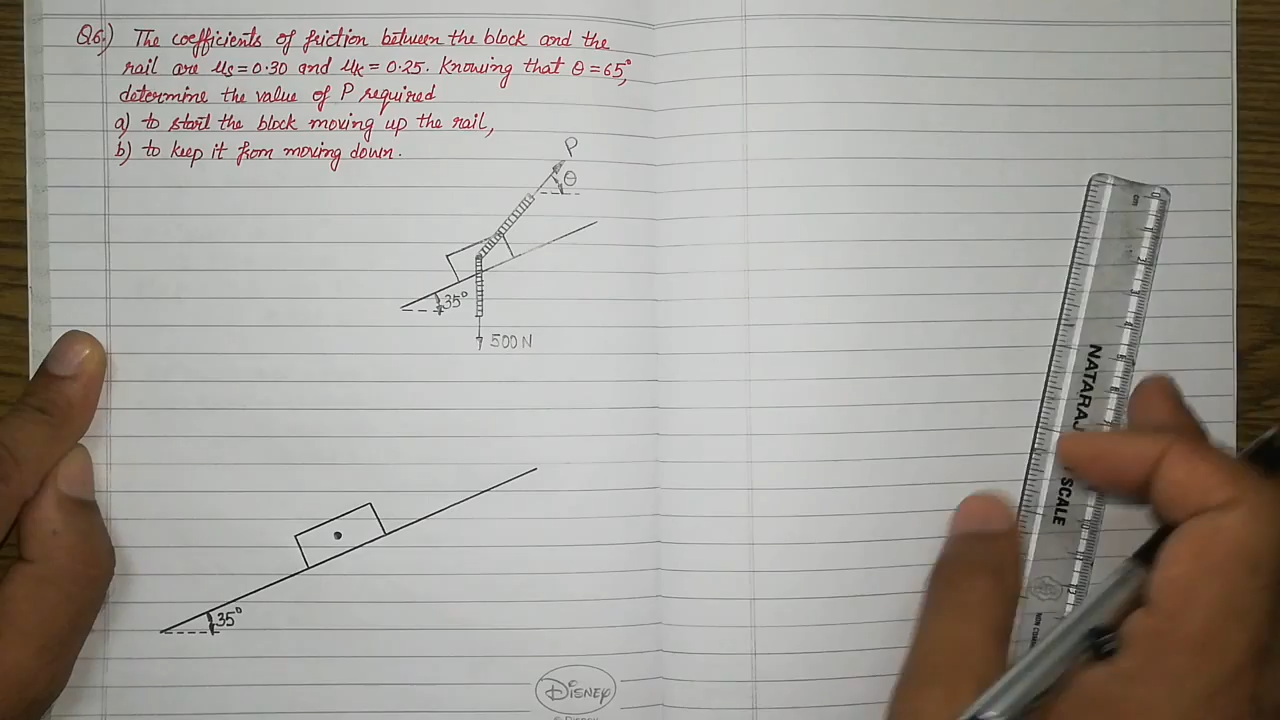 Q6.) The coefficients of friction between the block and the
rail are μs = 0.30 and μk = 0.25. Knowing that θ = 65°,
determine the value of P required
a) to start the block moving up the rail,
b) to keep it from moving down.
P
θ
35°
500 N
35°
cm
0
NATARAJ
SCALE
DISNEY